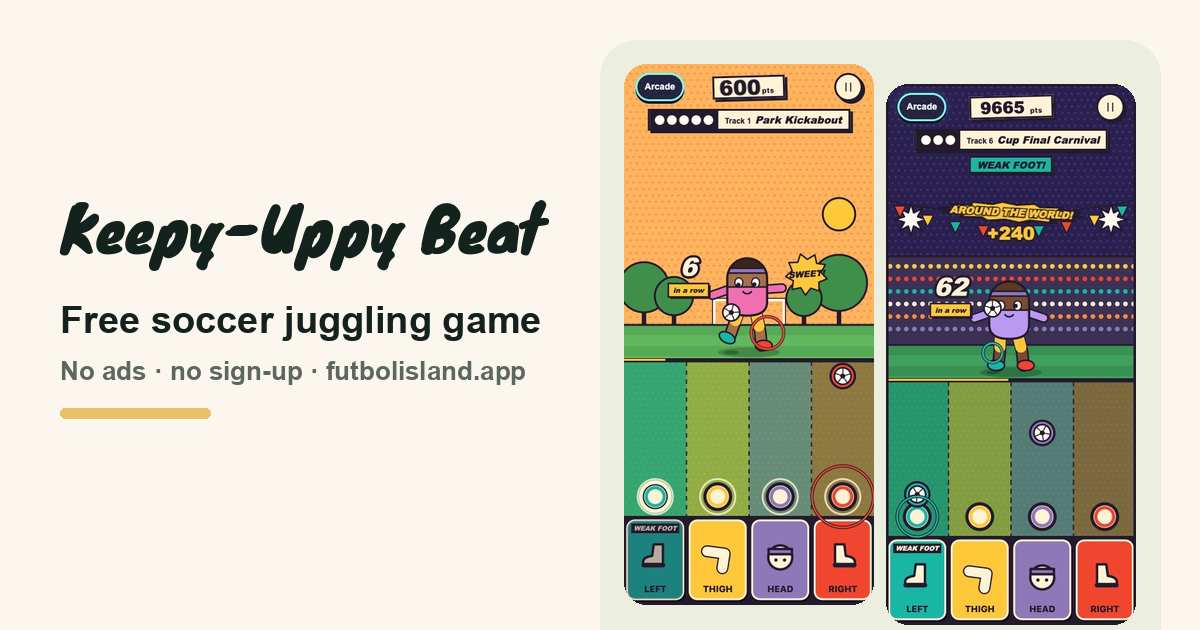 Keepy-Uppy Beat
Free soccer juggling game
No ads · no sign-up · futbolisland.app
Arcade
600 pts
Track 1 Park Kickabout
6
in a row
SWEET
WEAK FOOT
LEFT
THIGH
HEAD
RIGHT
Arcade
9665 pts
Track 6 Cup Final Carnival
WEAK FOOT!
AROUND THE WORLD!
+240
62
in a row
WEAK FOOT
LEFT
THIGH
HEAD
RIGHT